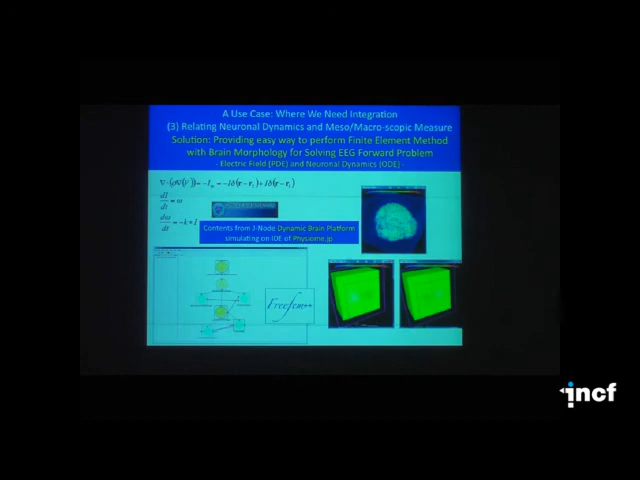 A Use Case: Where We Need Integration
(3) Relating Neuronal Dynamics and Meso/Macro-scopic Measure
Solution: Providing easy way to perform Finite Element Method
with Brain Morphology for Solving EEG Forward Problem
- Electric Field (PDE) and Neuronal Dynamics (ODE) -
dI/dt = ω
Contents from J-Node Dynamic Brain Platform
simulating on IDE of Physiome.jp
Freefem++
incf